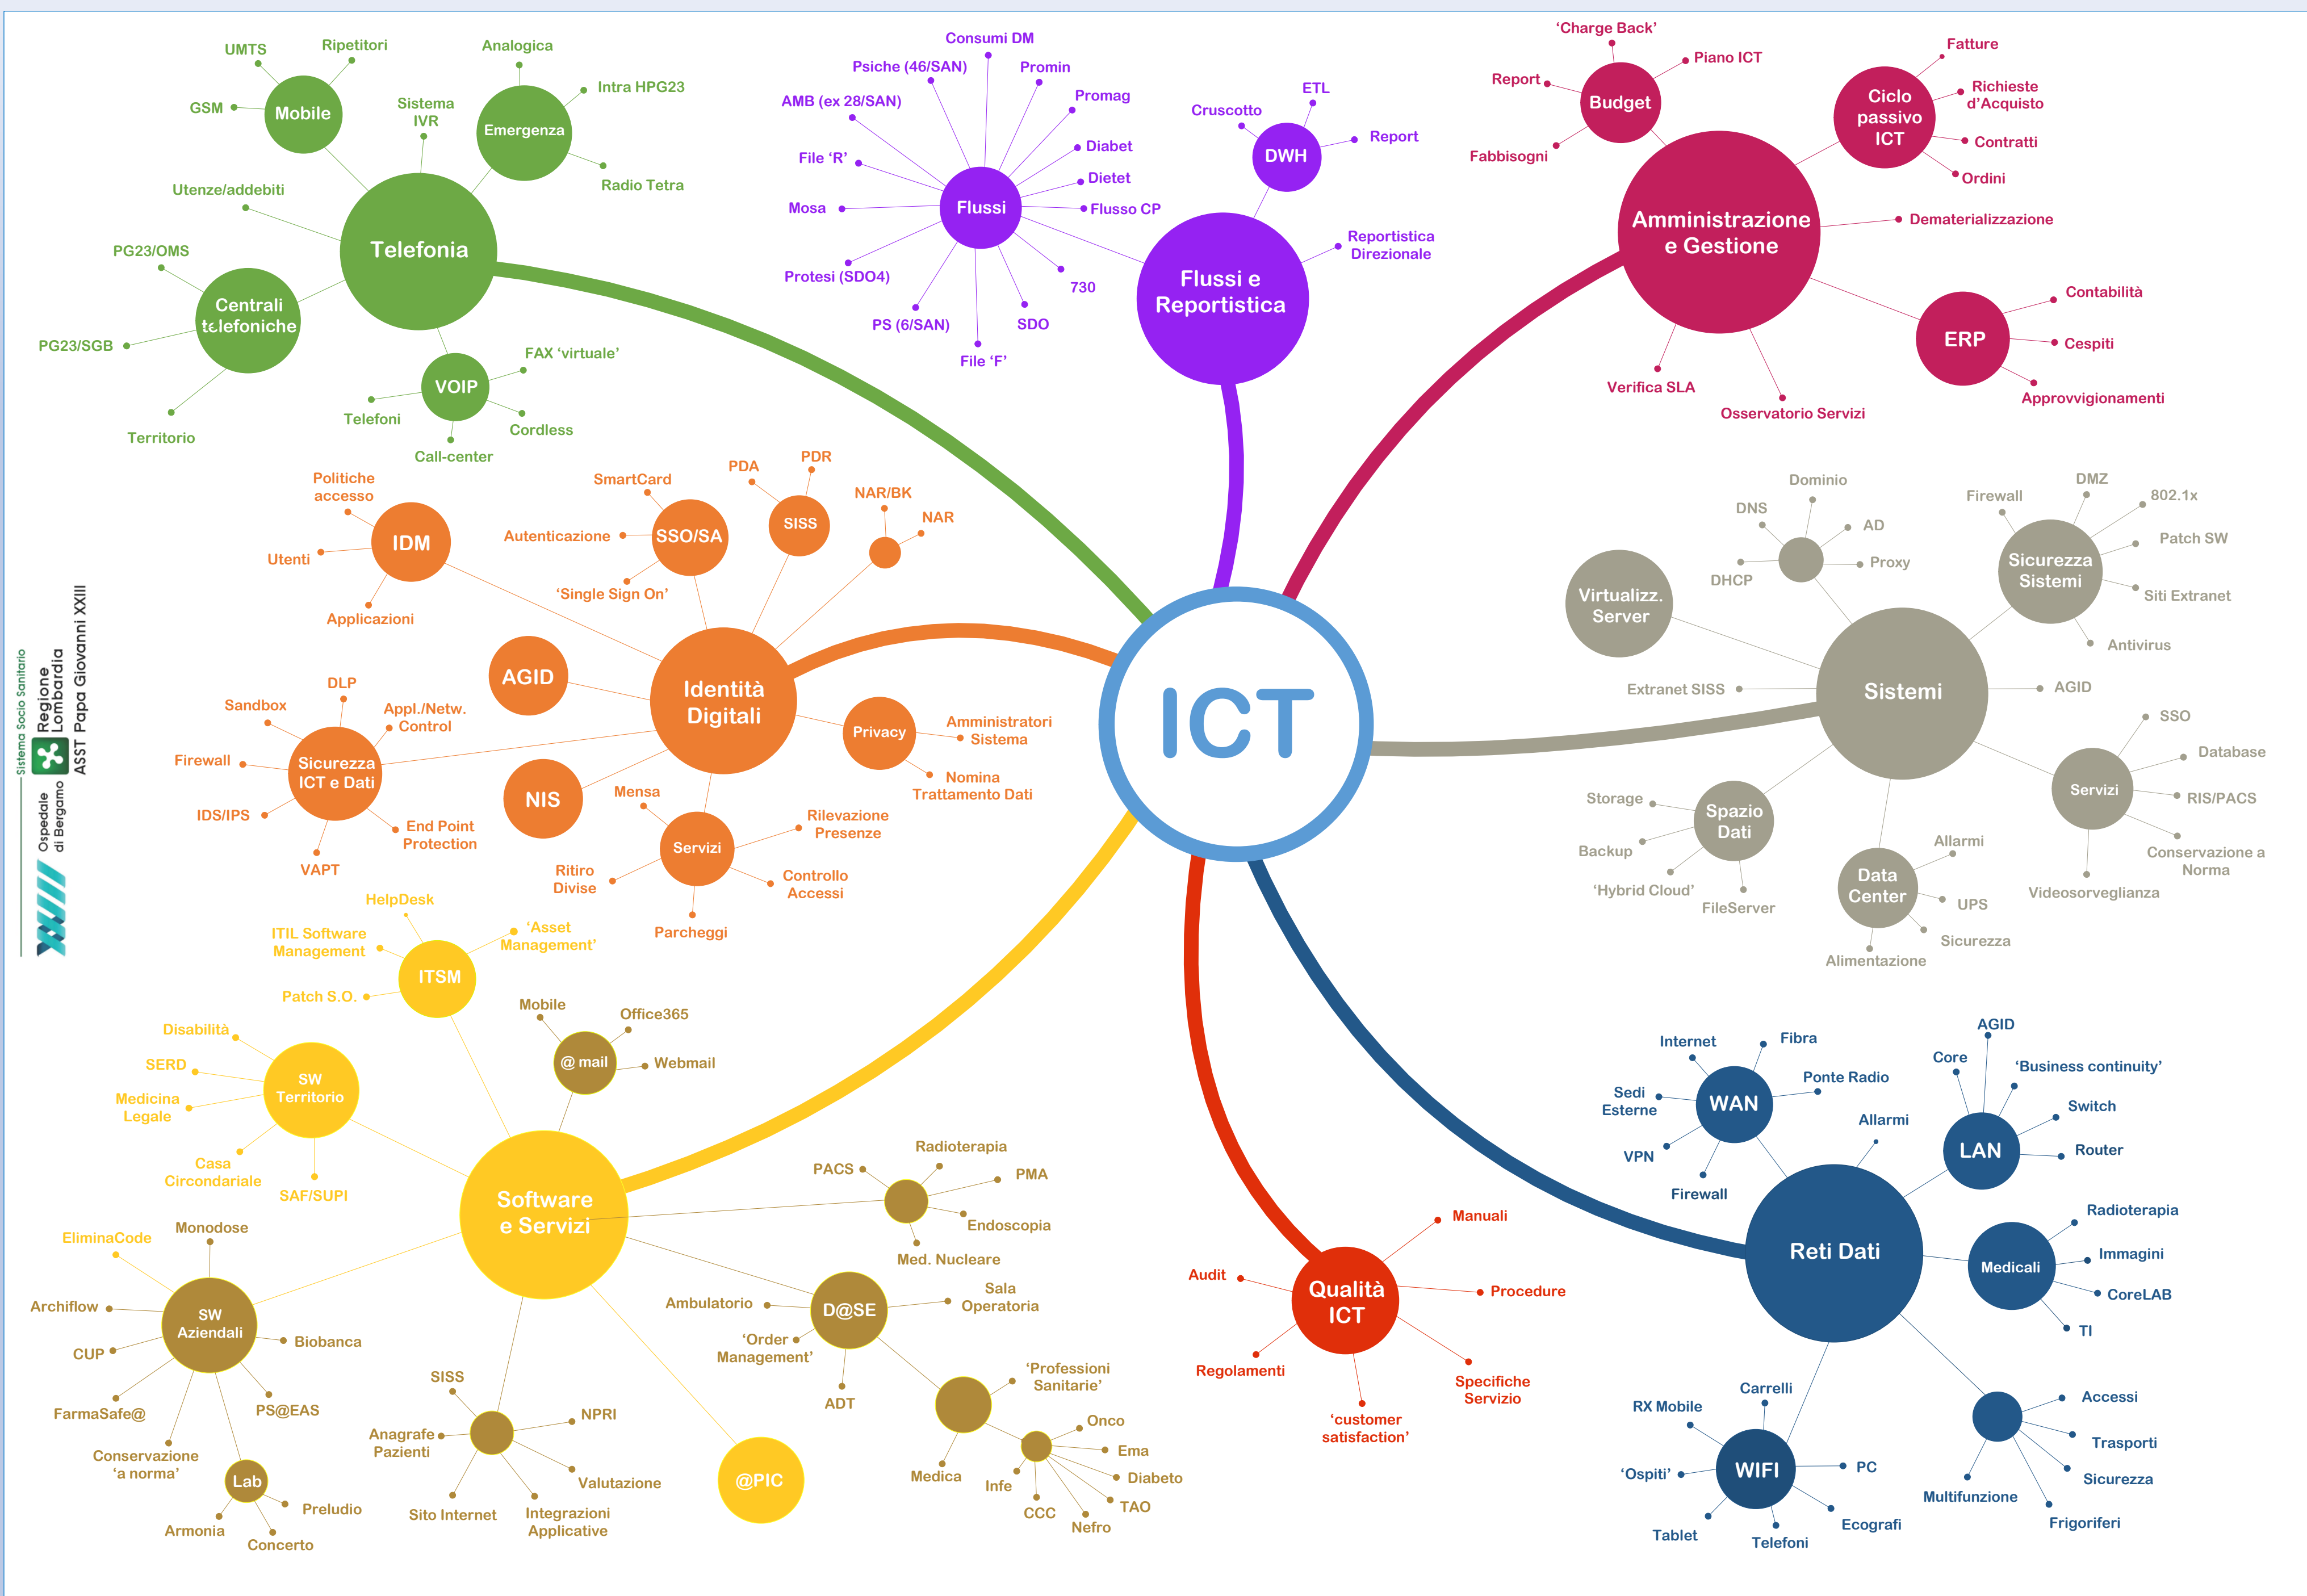 UMTS
Ripetitori
GSM
Mobile
Sistema
IVR
Analogica
Intra HPG23
Emergenza
Radio Tetra
Utenze/addebiti
Telefonia
PG23/OMS
Centrali
telefoniche
PG23/SGB
Territorio
VOIP
FAX ‘virtuale’
Telefoni
Cordless
Call-center
Consumi DM
Psiche (46/SAN)
Promin
AMB (ex 28/SAN)
Promag
File ‘R’
Diabet
Dietet
Mosa
Flussi
Flusso CP
Protesi (SDO4)
730
PS (6/SAN)
SDO
File ‘F’
ETL
Cruscotto
DWH
Report
Reportistica
Direzionale
Flussi e
Reportistica
‘Charge Back’
Piano ICT
Report
Budget
Fabbisogni
Fatture
Ciclo
passivo
ICT
Richieste
d’Acquisto
Contratti
Ordini
Amministrazione
e Gestione
Dematerializzazione
ERP
Contabilità
Cespiti
Approvvigionamenti
Verifica SLA
Osservatorio Servizi
Politiche
accesso
IDM
Utenti
Applicazioni
SmartCard
Autenticazione
SSO/SA
‘Single Sign On’
PDA
PDR
SISS
NAR/BK
NAR
AGID
Identità
Digitali
Privacy
Amministratori
Sistema
Nomina
Trattamento Dati
DLP
Sandbox
Appl./Netw.
Control
Firewall
Sicurezza
ICT e Dati
IDS/IPS
End Point
Protection
VAPT
NIS
Mensa
Rilevazione
Presenze
Servizi
Ritiro
Divise
Controllo
Accessi
Parcheggi
ICT
Dominio
DNS
AD
DHCP
Proxy
Firewall
DMZ
802.1x
Patch SW
Sicurezza
Sistemi
Siti Extranet
Antivirus
Virtualizz.
Server
Extranet SISS
Sistemi
AGID
SSO
Database
Servizi
RIS/PACS
Conservazione a
Norma
Videosorveglianza
Storage
Spazio
Dati
Backup
‘Hybrid Cloud’
FileServer
Allarmi
Data
Center
UPS
Sicurezza
Alimentazione
Sistema Socio Sanitario
Regione
Lombardia
Ospedale
di Bergamo
ASST Papa Giovanni XXIII
HelpDesk
ITIL Software
Management
‘Asset
Management’
ITSM
Patch S.O.
Mobile
Office365
@ mail
Webmail
Disabilità
SERD
SW
Territorio
Medicina
Legale
Casa
Circondariale
SAF/SUPI
Software
e Servizi
Radioterapia
PACS
PMA
Endoscopia
Med. Nucleare
Monodose
EliminaCode
Archiflow
SW
Aziendali
Biobanca
CUP
FarmaSafe@
PS@EAS
Conservazione
‘a norma’
Lab
Preludio
Armonia
Concerto
SISS
NPRI
Anagrafe
Pazienti
Valutazione
Sito Internet
Integrazioni
Applicative
@PIC
Ambulatorio
D@SE
Sala
Operatoria
‘Order
Management’
ADT
‘Professioni
Sanitarie’
Medica
Onco
Ema
Diabeto
TAO
Infe
CCC
Nefro
Manuali
Audit
Qualità
ICT
Procedure
Regolamenti
Specifiche
Servizio
‘customer
satisfaction’
Internet
Fibra
Sedi
Esterne
WAN
Ponte Radio
VPN
Firewall
Allarmi
AGID
Core
‘Business continuity’
Switch
LAN
Router
Reti Dati
Radioterapia
Medicali
Immagini
CoreLAB
TI
Accessi
Trasporti
Sicurezza
Multifunzione
Frigoriferi
Carrelli
RX Mobile
‘Ospiti’
WIFI
PC
Ecografi
Tablet
Telefoni